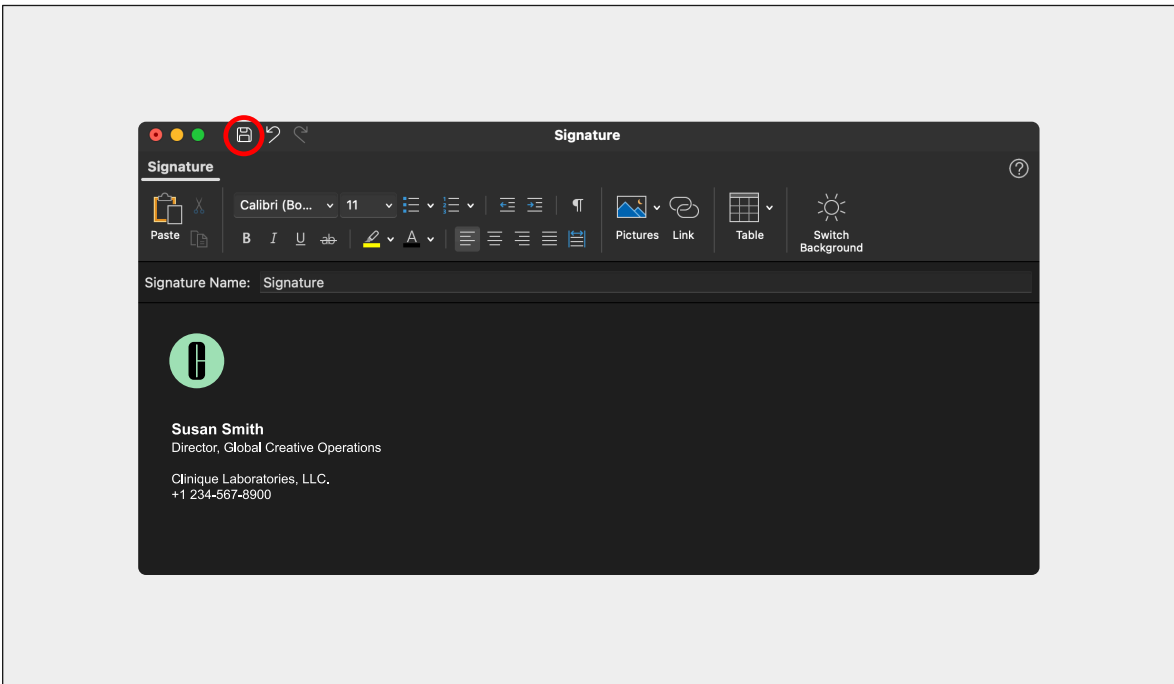 Signature
Signature
Calibri (Bo... 11
Paste B I U ab A Pictures Link Table Switch Background
Signature Name: Signature
C
Susan Smith
Director, Global Creative Operations
Clinique Laboratories, LLC.
+1 234-567-8900